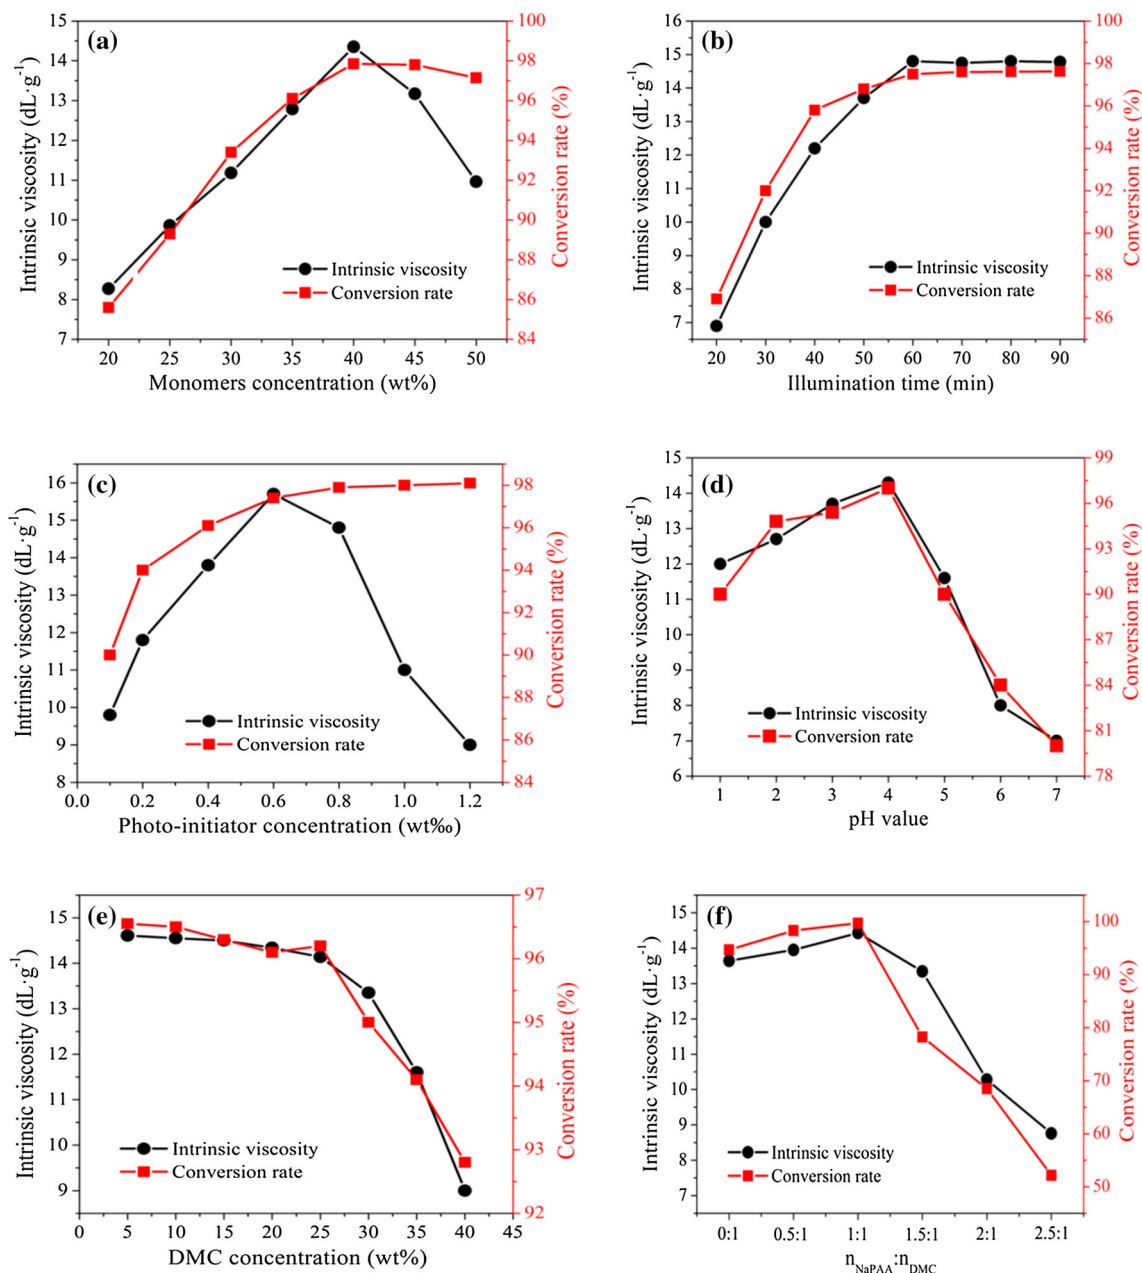 (a)
15
14
13
12
11
10
9
8
7
Intrinsic viscosity (dL·g⁻¹)
100
98
96
94
92
90
88
86
84
Conversion rate (%)
Intrinsic viscosity
Conversion rate
20 25 30 35 40 45 50
Monomers concentration (wt%)
(b)
16
15
14
13
12
11
10
9
8
7
Intrinsic viscosity (dL·g⁻¹)
100
98
96
94
92
90
88
86
Conversion rate (%)
Intrinsic viscosity
Conversion rate
20 30 40 50 60 70 80 90
Illumination time (min)
(c)
16
15
14
13
12
11
10
9
8
Intrinsic viscosity (dL·g⁻¹)
98
96
94
92
90
88
86
84
Conversion rate (%)
Intrinsic viscosity
Conversion rate
0.0 0.2 0.4 0.6 0.8 1.0 1.2
Photo-initiator concentration (wt‰)
(d)
15
14
13
12
11
10
9
8
7
6
Intrinsic viscosity (dL·g⁻¹)
99
96
93
90
87
84
81
78
Conversion rate (%)
Intrinsic viscosity
Conversion rate
1 2 3 4 5 6 7
pH value
(e)
15
14
13
12
11
10
9
Intrinsic viscosity (dL·g⁻¹)
97
96
95
94
93
92
Conversion rate (%)
Intrinsic viscosity
Conversion rate
0 5 10 15 20 25 30 35 40 45
DMC concentration (wt%)
(f)
15
14
13
12
11
10
9
8
7
Intrinsic viscosity (dL·g⁻¹)
100
90
80
70
60
50
Conversion rate (%)
Intrinsic viscosity
Conversion rate
0:1 0.5:1 1:1 1.5:1 2:1 2.5:1
n_NaPAA:n_DMC